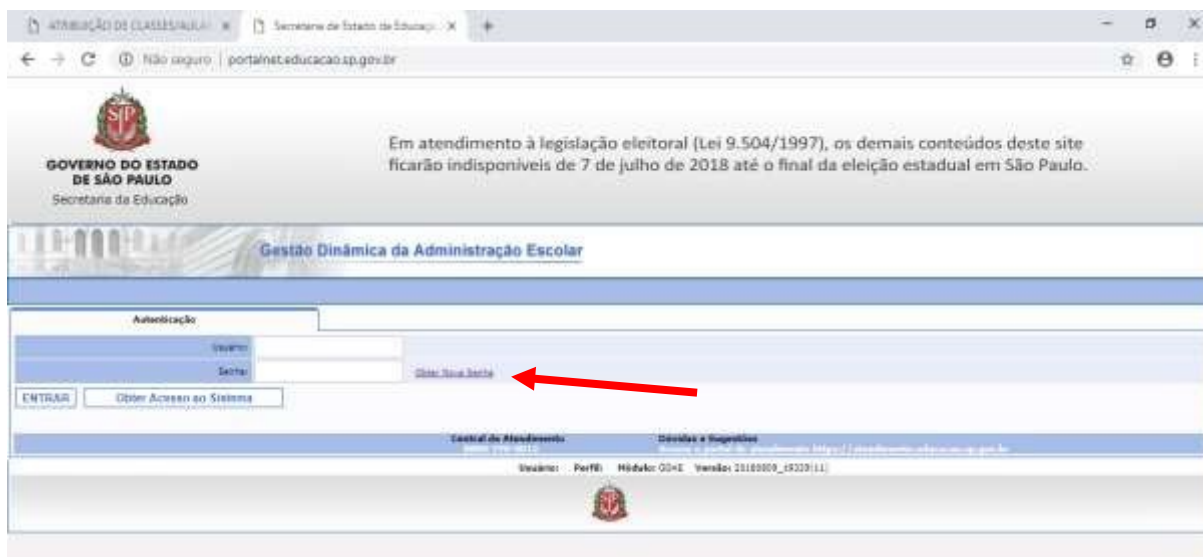 ATRIBUIÇÃO DE CLASSES/AULA
Secretaria de Estado de Educaçã
Não seguro | portalnet.educacao.sp.gov.br
SP
GOVERNO DO ESTADO
DE SÃO PAULO
Secretaria da Educação
Em atendimento à legislação eleitoral (Lei 9.504/1997), os demais conteúdos deste site
ficarão indisponíveis de 7 de julho de 2018 até o final da eleição estadual em São Paulo.
Gestão Dinâmica da Administração Escolar
Autenticação
Usuário:
Senha:
Obter Nova Senha
ENTRAR
Obter Acesso ao Sistema
Central de Atendimento
Dúvidas e Sugestões
Usuário: Perfil: Módulo: GDAE Versão: